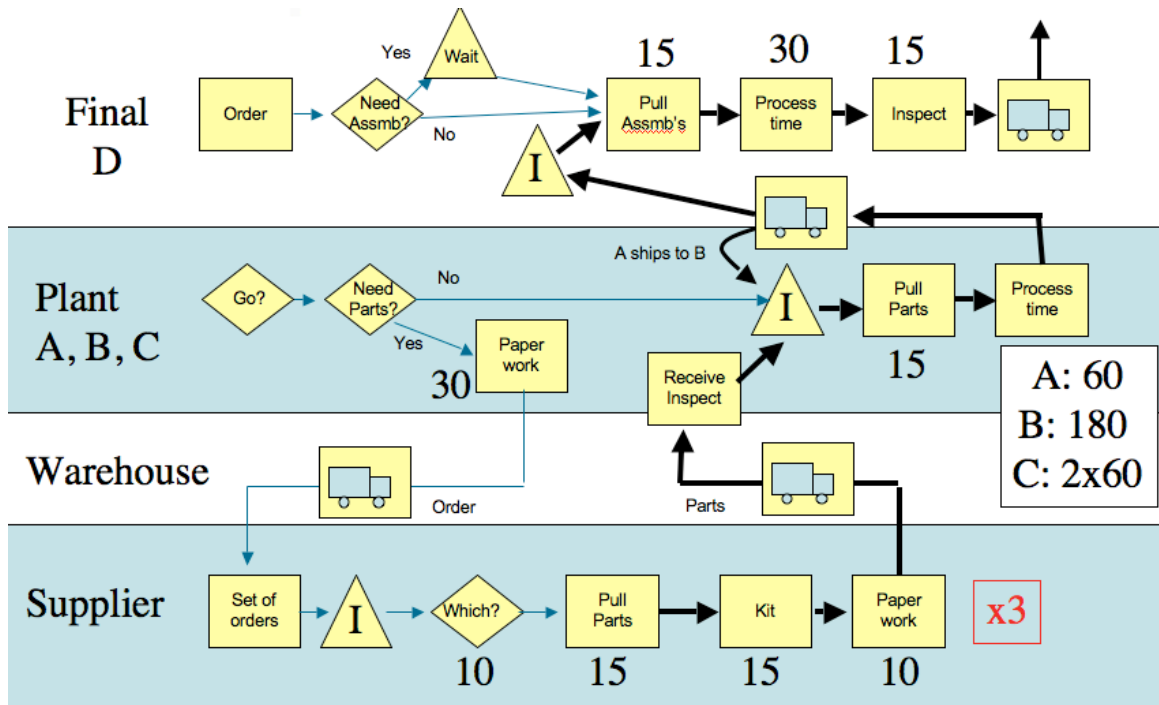 15
30
15
Yes
Wait
Final
D
Order
Need
Assmb?
No
Pull
Assmb's
Process
time
Inspect
I
A ships to B
Plant
A, B, C
Go?
Need
Parts?
No
Yes
30
Paper
work
I
Pull
Parts
15
Process
time
Receive
Inspect
A: 60
B: 180
C: 2x60
Warehouse
Order
Parts
Supplier
Set of
orders
I
Which?
10
Pull
Parts
15
Kit
15
Paper
work
10
x3